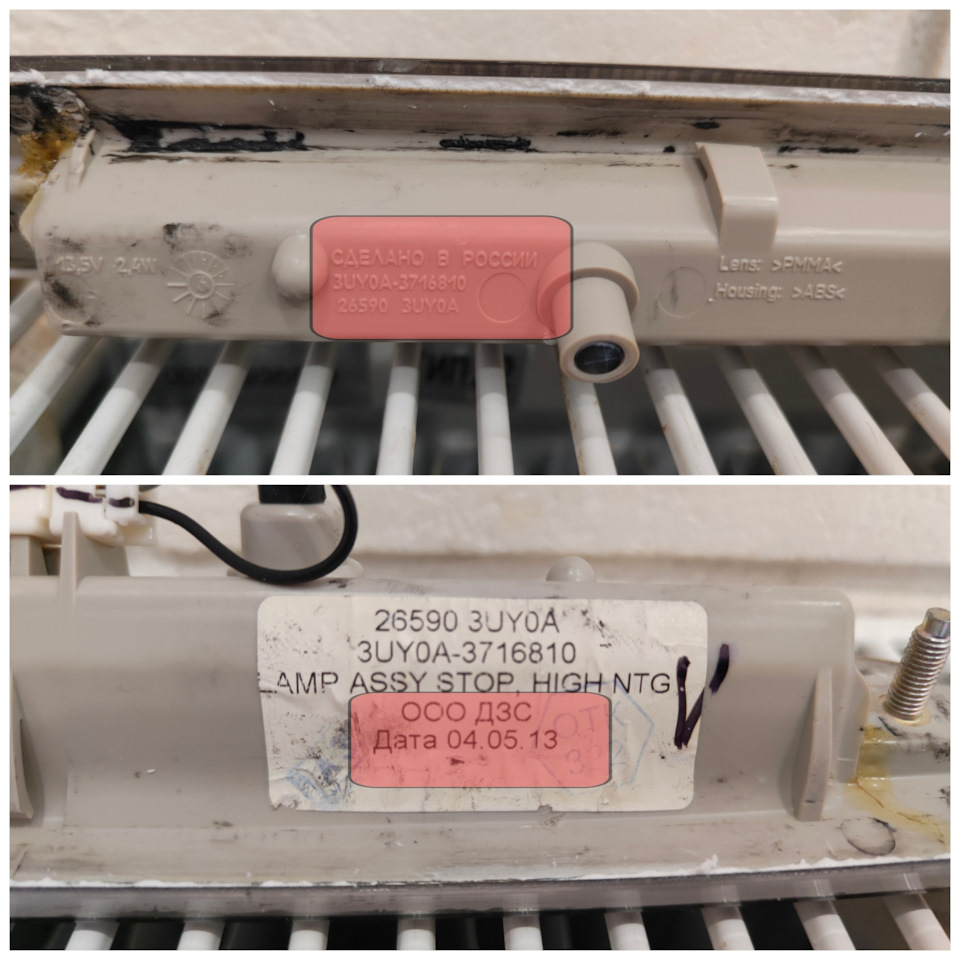 13,5V 2,4W
СДЕЛАНО В РОССИИ
3UY0A-3716810
26590 3UY0A
Lens: >PMMA<
Housing: >ABS<
26590 3UY0A
3UY0A-3716810
LAMP ASSY STOP, HIGH NTG
ООО ДЗС
Дата 04.05.13